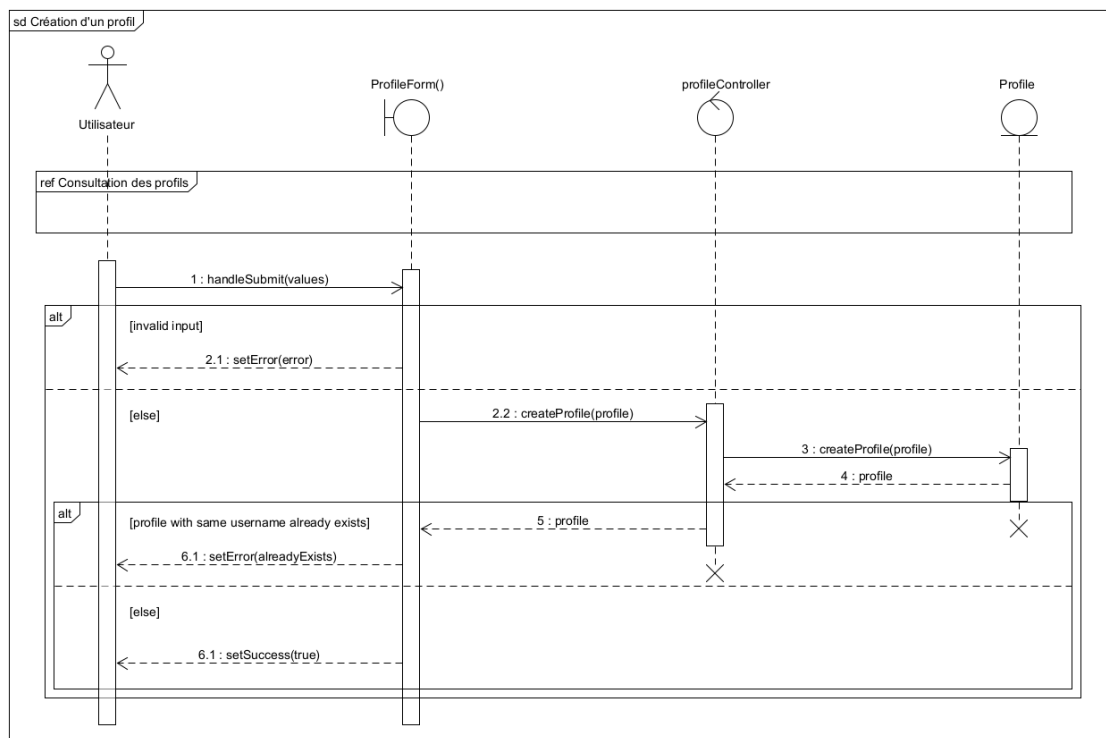 sd Création d'un profil
ProfileForm()
profileController
Profile
Utilisateur
ref Consultation des profils
1 : handleSubmit(values)
alt
[invalid input]
2.1 : setError(error)
[else]
2.2 : createProfile(profile)
3 : createProfile(profile)
4 : profile
alt
[profile with same username already exists]
5 : profile
6.1 : setError(alreadyExists)
[else]
6.1 : setSuccess(true)